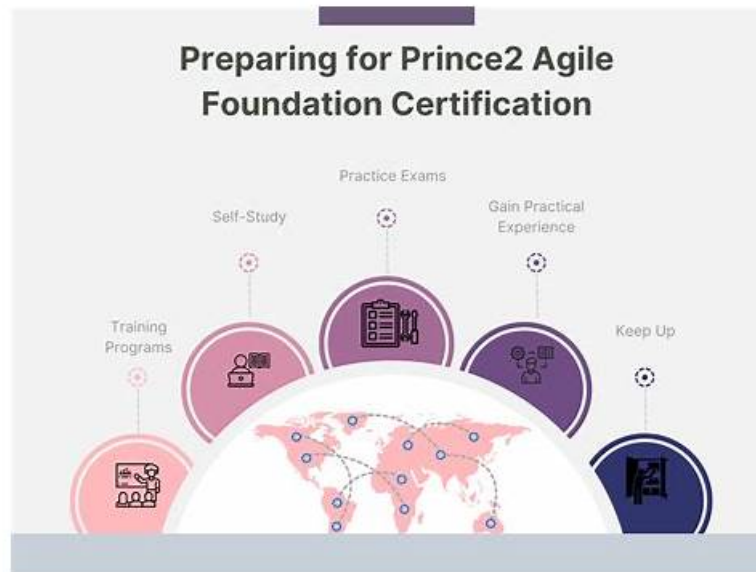 Preparing for Prince2 Agile
Foundation Certification
Training
Programs
Self-Study
Practice Exams
Gain Practical
Experience
Keep Up